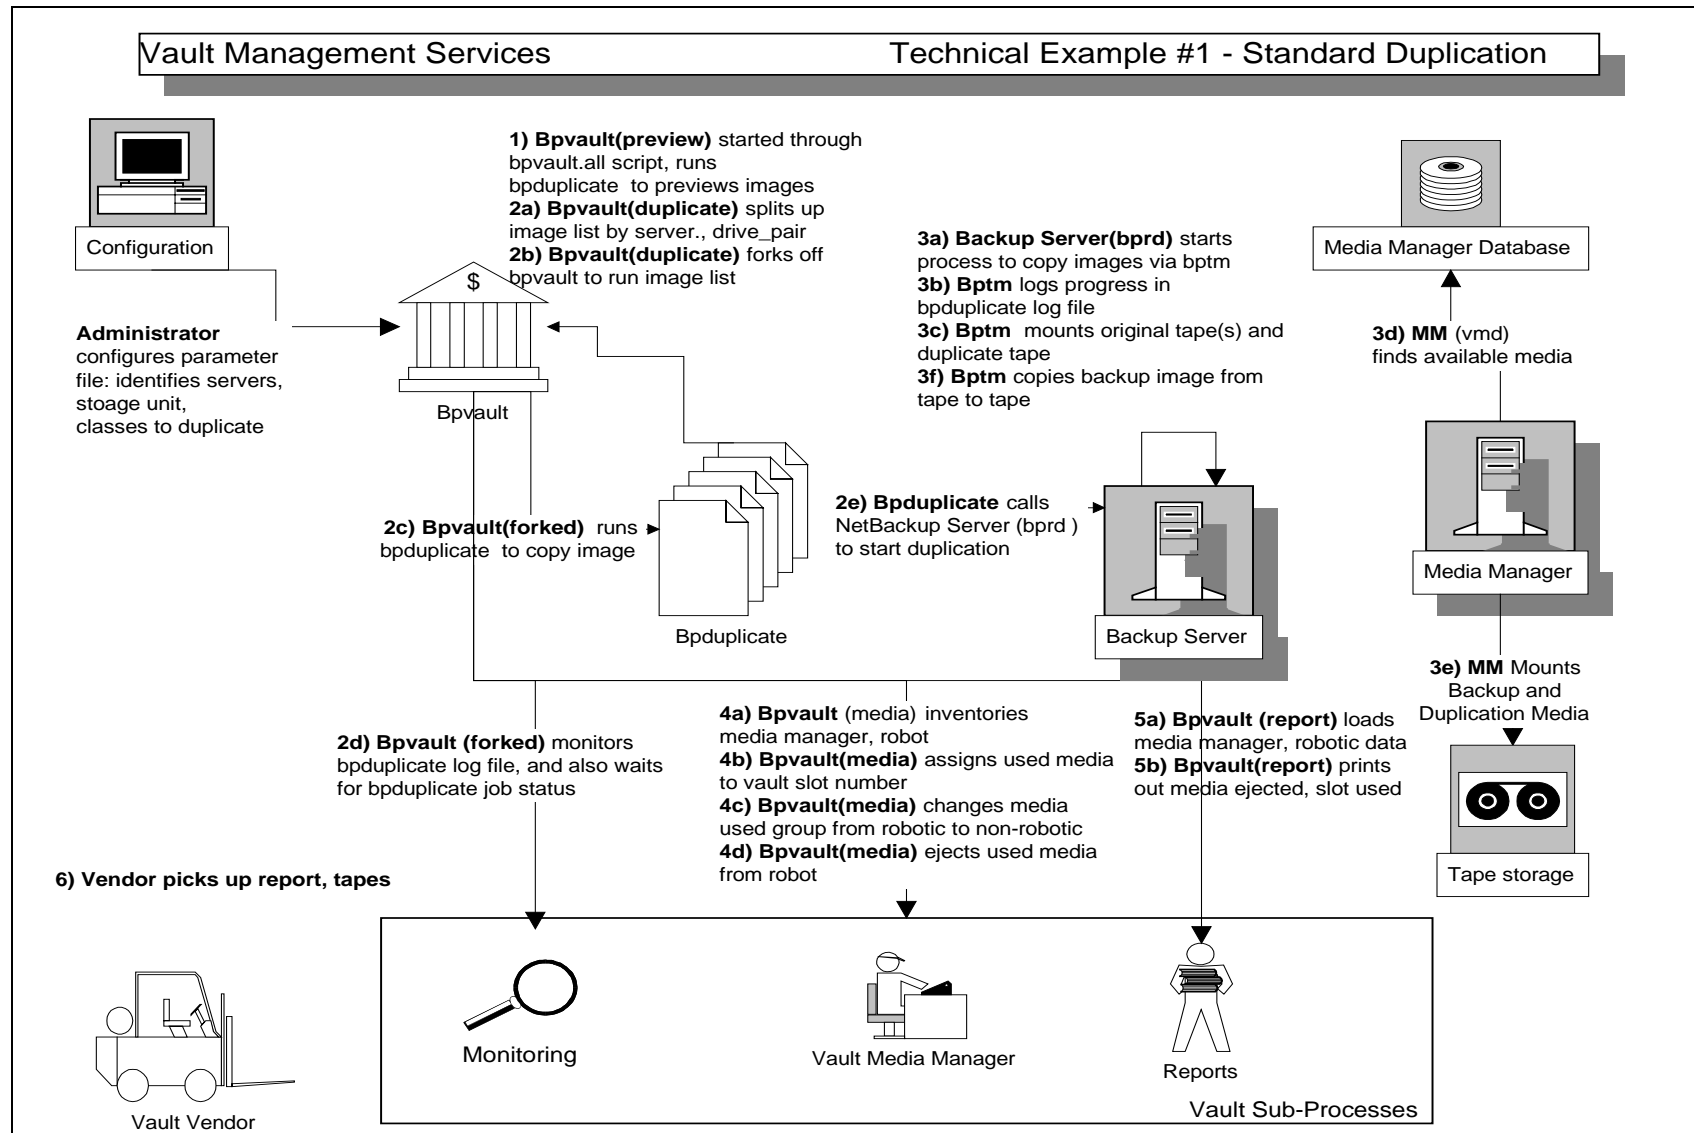 Vault Management Services
Technical Example #1 - Standard Duplication
Configuration
Administrator
configures parameter
file: identifies servers,
stoage unit,
classes to duplicate
1) Bpvault(preview) started through
bpvault.all script, runs
bpduplicate to previews images
2a) Bpvault(duplicate) splits up
image list by server., drive_pair
2b) Bpvault(duplicate) forks off
bpvault to run image list
$
Bpvault
2c) Bpvault(forked) runs
bpduplicate to copy image
Bpduplicate
2e) Bpduplicate calls
NetBackup Server (bprd )
to start duplication
3a) Backup Server(bprd) starts
process to copy images via bptm
3b) Bptm logs progress in
bpduplicate log file
3c) Bptm mounts original tape(s) and
duplicate tape
3f) Bptm copies backup image from
tape to tape
Backup Server
Media Manager Database
3d) MM (vmd)
finds available media
Media Manager
3e) MM Mounts
Backup and
Duplication Media
Tape storage
2d) Bpvault (forked) monitors
bpduplicate log file, and also waits
for bpduplicate job status
4a) Bpvault (media) inventories
media manager, robot
4b) Bpvault(media) assigns used media
to vault slot number
4c) Bpvault(media) changes media
used group from robotic to non-robotic
4d) Bpvault(media) ejects used media
from robot
5a) Bpvault (report) loads
media manager, robotic data
5b) Bpvault(report) prints
out media ejected, slot used
6) Vendor picks up report, tapes
Vault Vendor
Monitoring
Vault Media Manager
Reports
Vault Sub-Processes